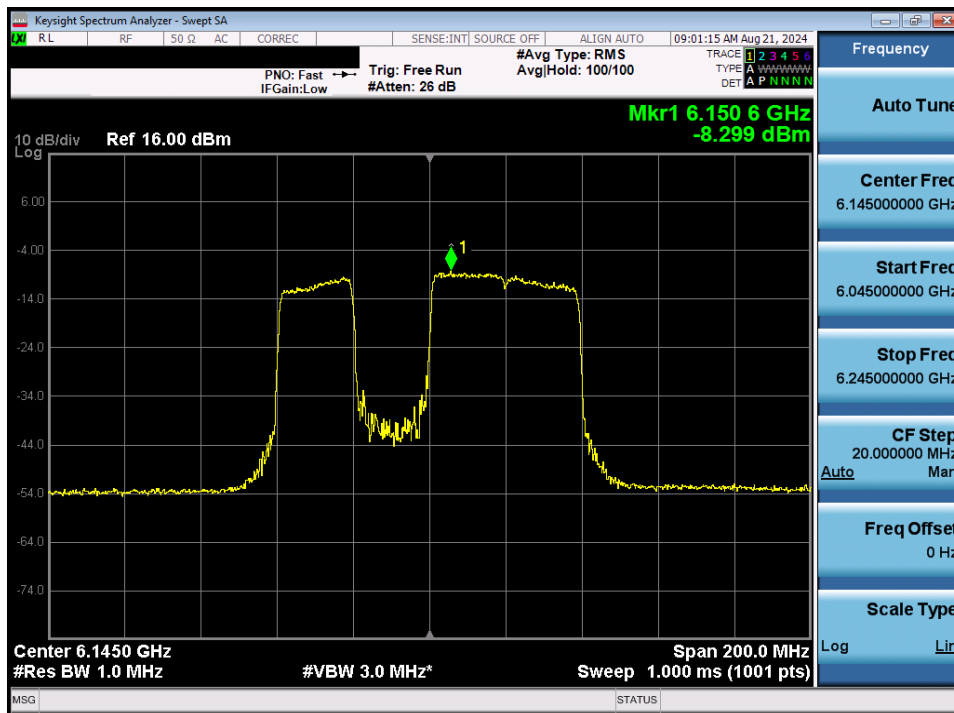 Keysight Spectrum Analyzer - Swept SA
LXI RL RF 50 Ω AC CORREC SENSE:INT SOURCE OFF ALIGN AUTO 09:01:15 AM Aug 21, 2024
PNO: Fast Trig: Free Run #Avg Type: RMS TRACE 1 2 3 4 5 6
IFGain:Low #Atten: 26 dB Avg|Hold: 100/100 TYPE A WWWWW
DET A P N N N N
Mkr1 6.150 6 GHz
-8.299 dBm
10 dB/div Ref 16.00 dBm
Log
1
6.00
-4.00
-14.0
-24.0
-34.0
-44.0
-54.0
-64.0
-74.0
Center 6.1450 GHz Span 200.0 MHz
#Res BW 1.0 MHz #VBW 3.0 MHz* Sweep 1.000 ms (1001 pts)
MSG STATUS
Frequency
Auto Tune
Center Freq
6.145000000 GHz
Start Freq
6.045000000 GHz
Stop Freq
6.245000000 GHz
CF Step
20.000000 MHz
Auto Man
Freq Offset
0 Hz
Scale Type
Log Lin